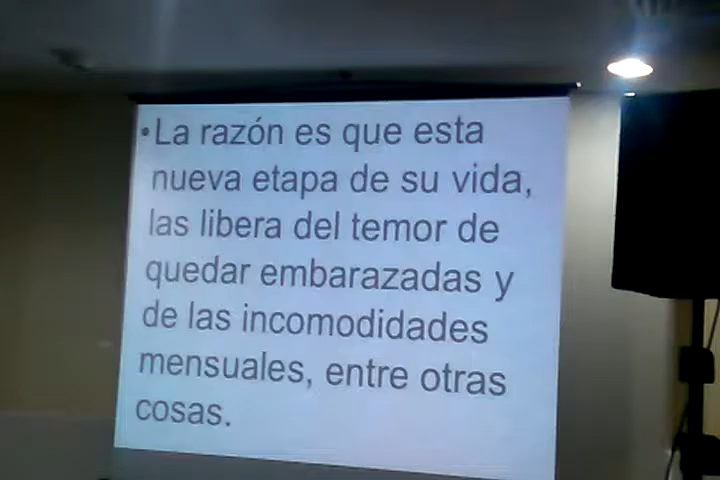 •La razón es que esta
nueva etapa de su vida,
las libera del temor de
quedar embarazadas y
de las incomodidades
mensuales, entre otras
cosas.